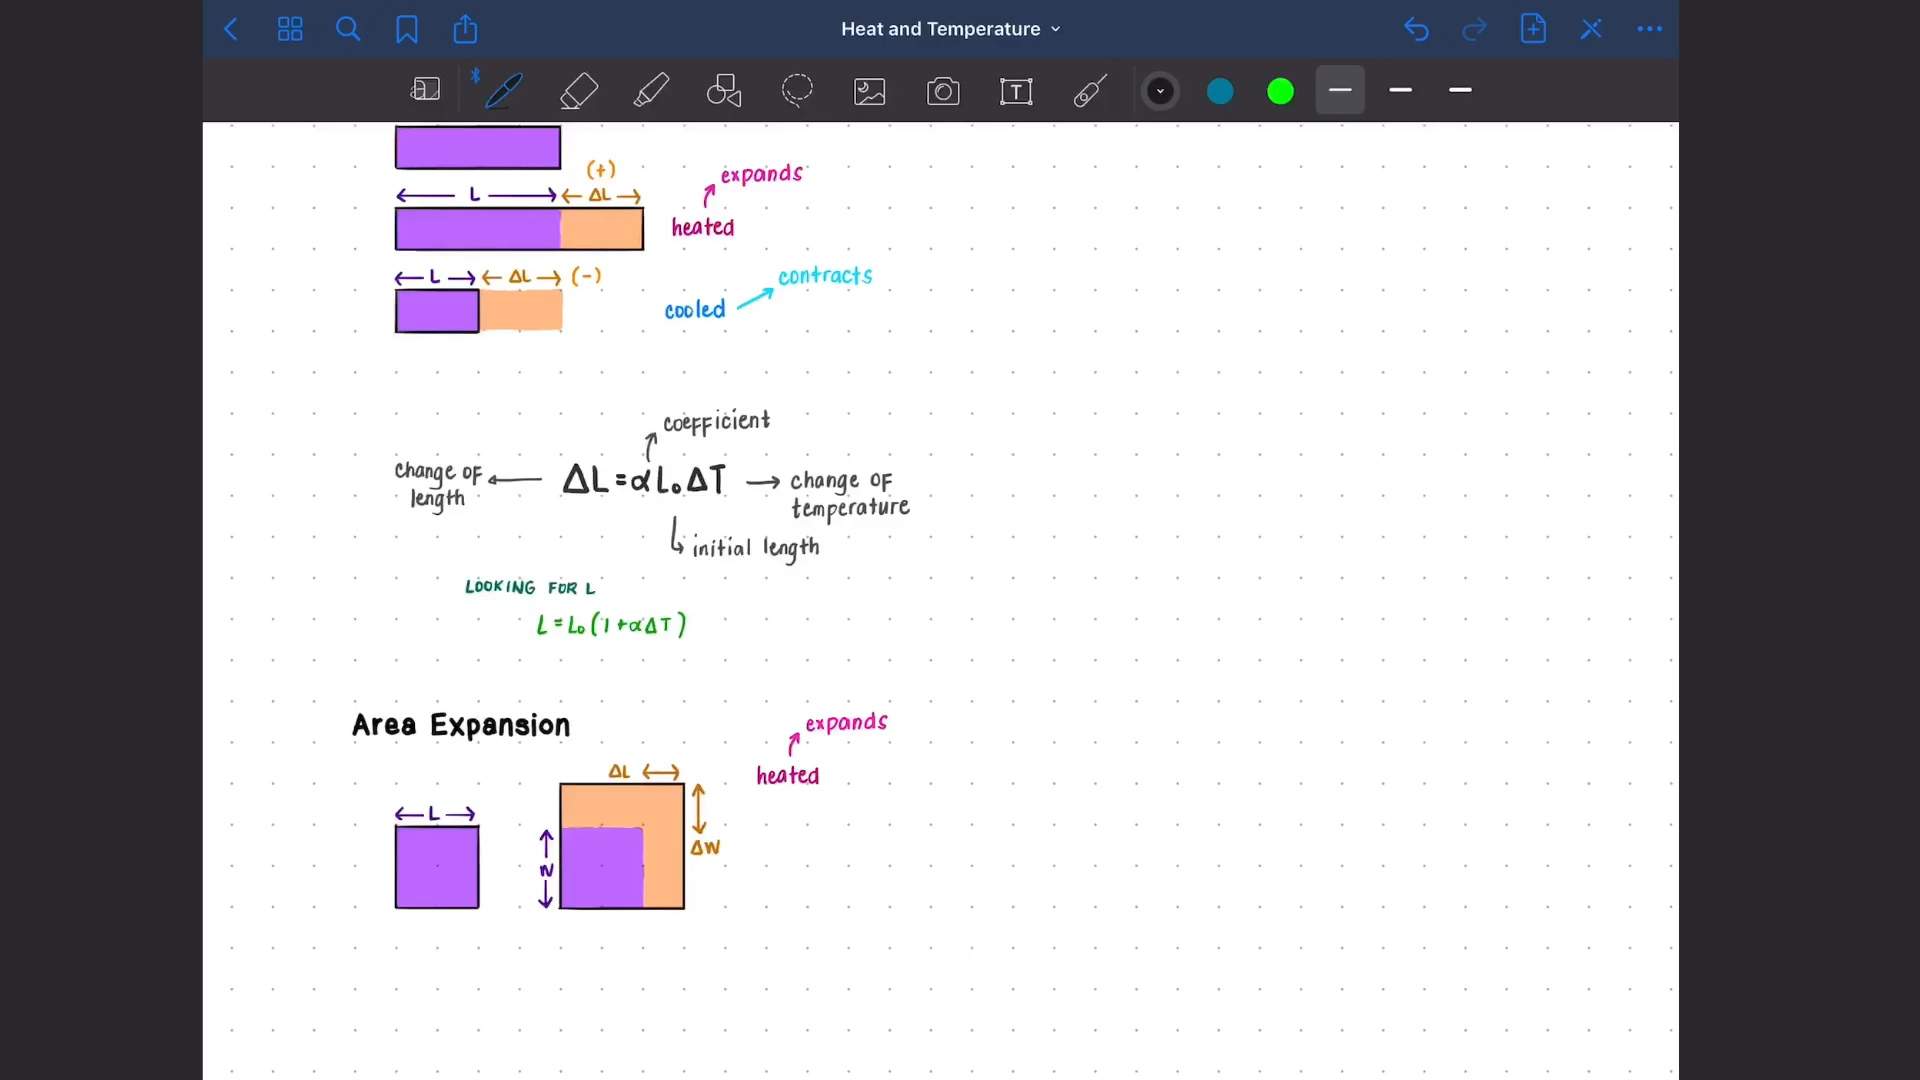 Heat and Temperature
T
(+)
L ΔL
expands
heated
L ΔL (-)
contracts
cooled
coefficient
change of
length
ΔL=αL₀ΔT
change of
temperature
initial length
LOOKING FOR L
L=L₀(1+αΔT)
Area Expansion
expands
heated
ΔL
L
W
ΔW